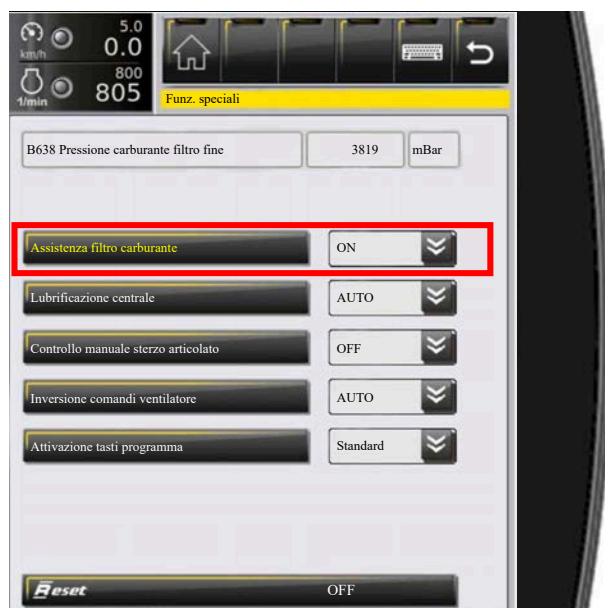 5.0
km/h 0.0
800
1/min 805
Funz. speciali
B638 Pressione carburante filtro fine 3819 mBar
Assistenza filtro carburante ON
Lubrificazione centrale AUTO
Controllo manuale sterzo articolato OFF
Inversione comandi ventilatore AUTO
Attivazione tasti programma Standard
Reset OFF